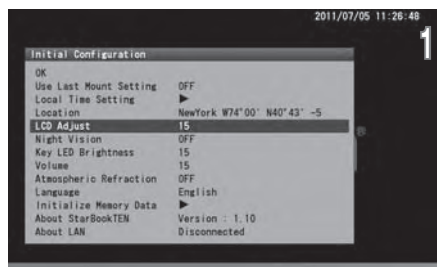 2011/07/05 11:26:48
1
Initial Configuration
OK
Use Last Mount Setting OFF
Local Time Setting ▶
Location NewYork W74°00' N40°43' -5
LCD Adjust 15
Night Vision OFF
Key LED Brightness 15
Volume 15
Atmospheric Refraction OFF
Language English
Initialize Memory Data ▶
About StarBookTEN Version : 1.10
About LAN Disconnected